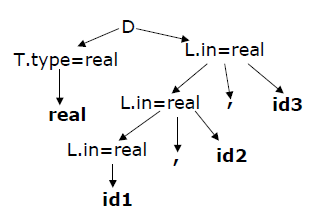 D
T.type=real L.in=real
real L.in=real , id3
L.in=real , id2
id1